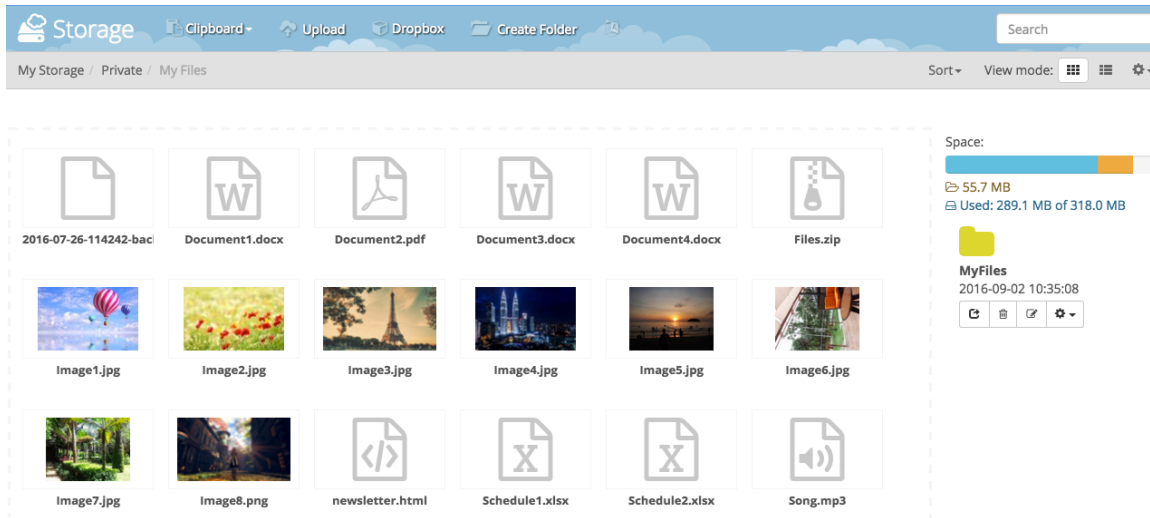 Storage Clipboard Upload Dropbox Create Folder Search
My Storage / Private / My Files Sort View mode:
Space:
55.7 MB
Used: 289.1 MB of 318.0 MB
MyFiles
2016-09-02 10:35:08
2016-07-26-114242-bac Document1.docx Document2.pdf Document3.docx Document4.docx Files.zip
Image1.jpg Image2.jpg Image3.jpg Image4.jpg Image5.jpg Image6.jpg
Image7.jpg Image8.png newsletter.html Schedule1.xlsx Schedule2.xlsx Song.mp3